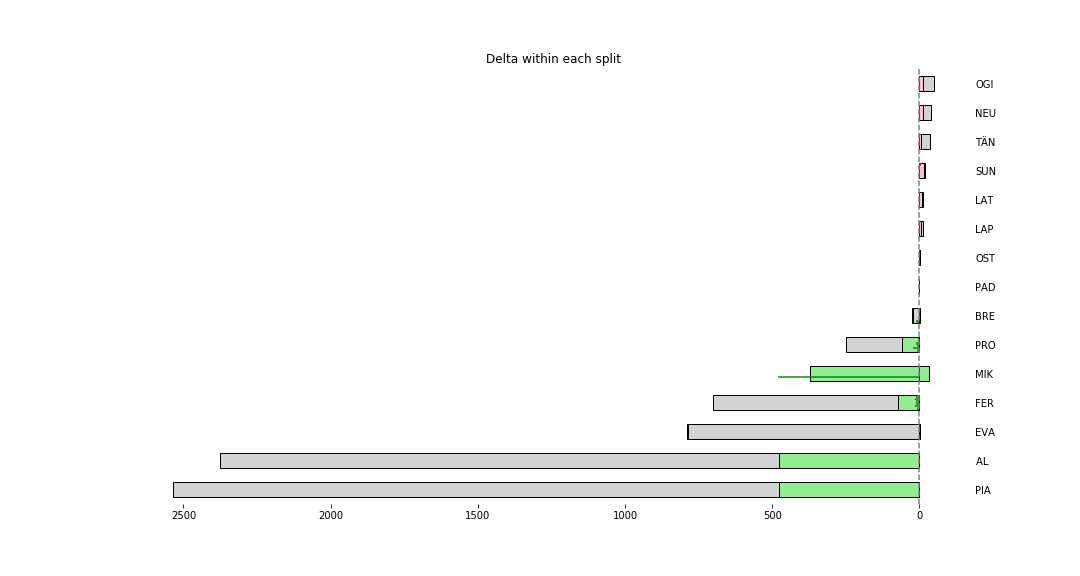 Delta within each split
OGI
NEU
TÄN
SUN
LAT
LAP
OST
PAD
BRE
PRO
MIK
FER
EVA
AL
PIA
2500 2000 1500 1000 500 0